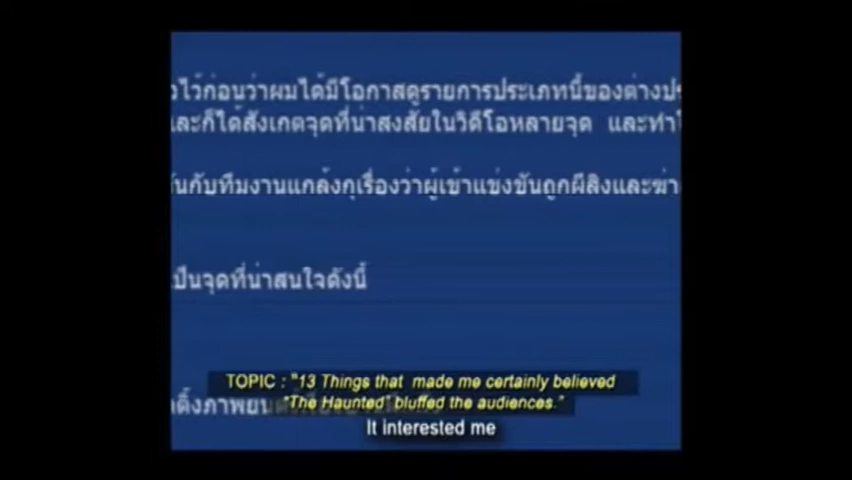 ไว้ก่อนว่าผมได้มีโอกาสดูรายการประเภทนี้ของต่างป
และก็ได้สังเกตจุดที่น่าสงสัยในวิดีโอหลายจุด และทำ
กันกับทีมงานแกล้งกุเรื่องว่าผู้เข้าแข่งขันถูกผีสิงและฆ่า
เป็นจุดที่น่าสนใจดังนี้
TOPIC : "13 Things that made me certainly believed
"The Haunted" bluffed the audiences."
It interested me